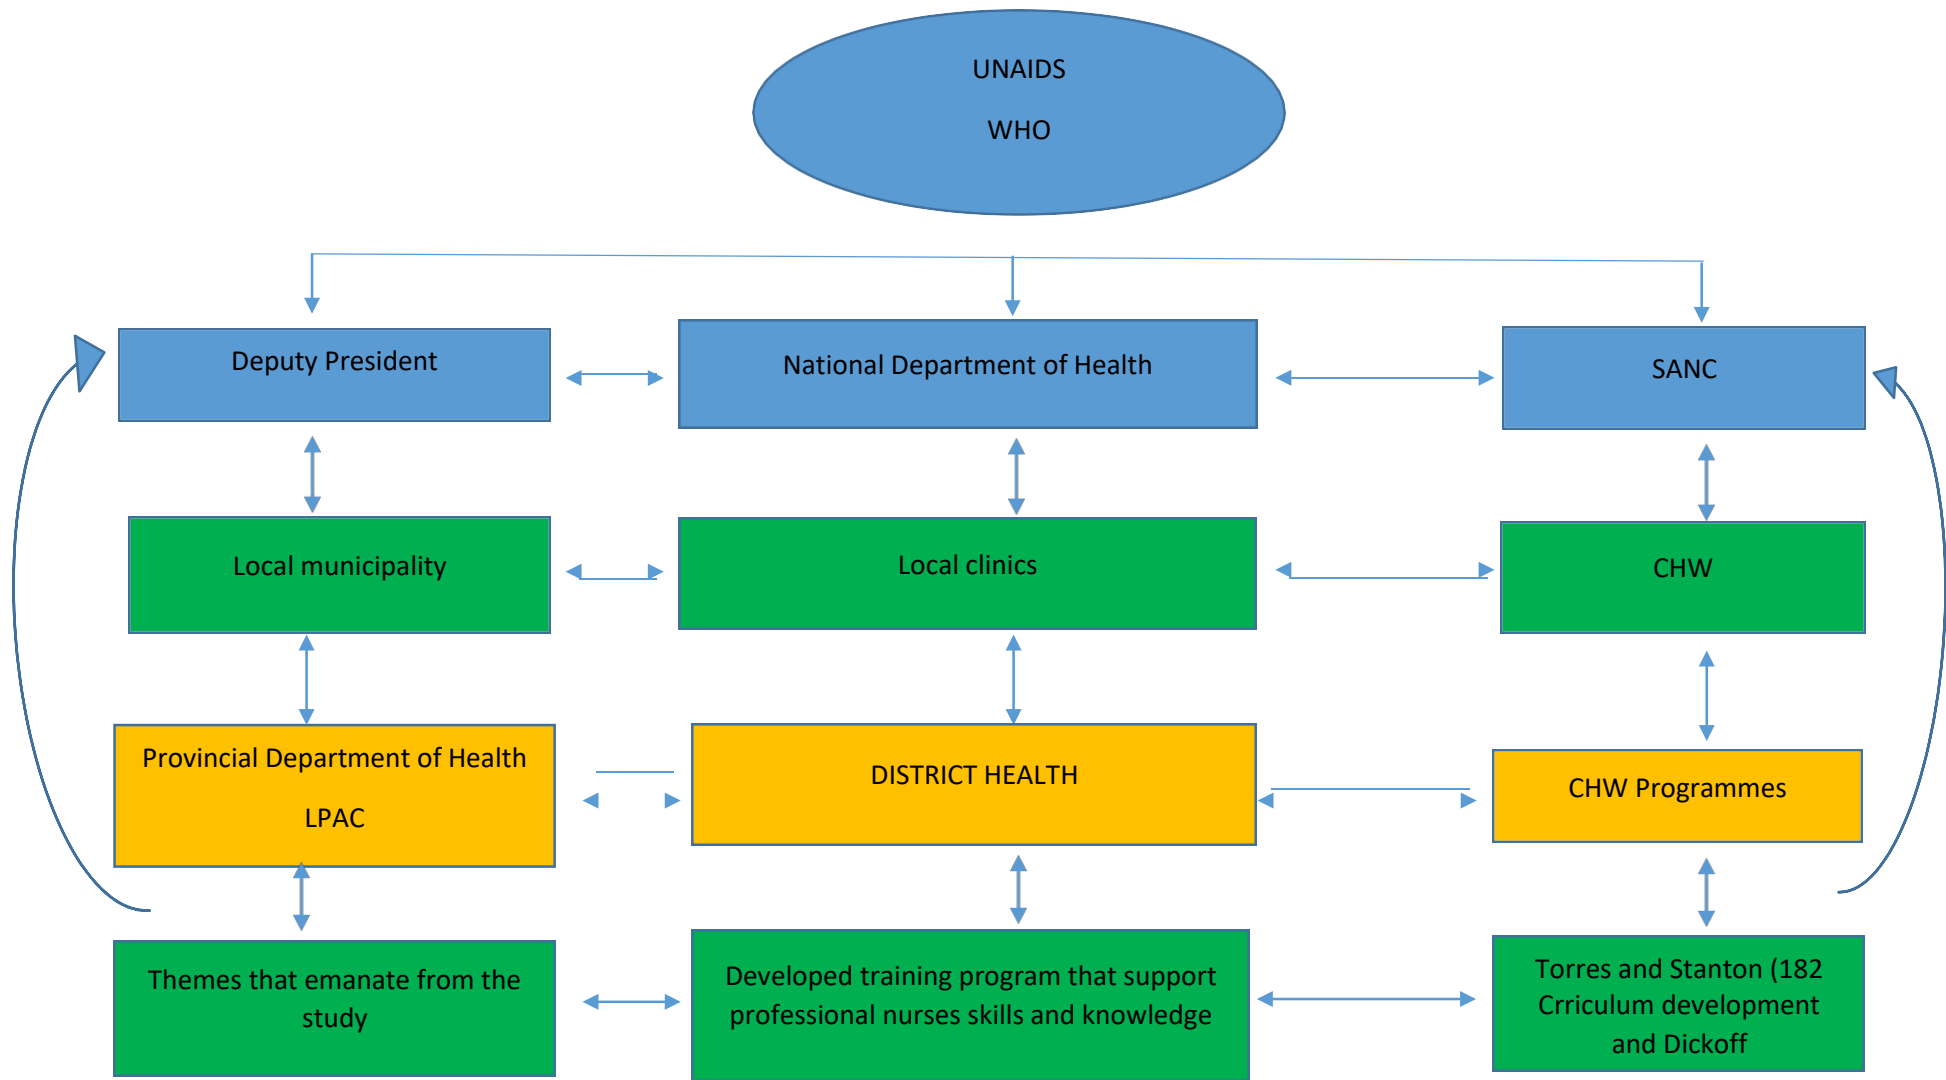 UNAIDS
WHO
Deputy President
National Department of Health
SANC
Local municipality
Local clinics
CHW
Provincial Department of Health
LPAC
DISTRICT HEALTH
CHW Programmes
Themes that emanate from the
study
Developed training program that support
professional nurses skills and knowledge
Torres and Stanton (182
Crriculum development
and Dickoff